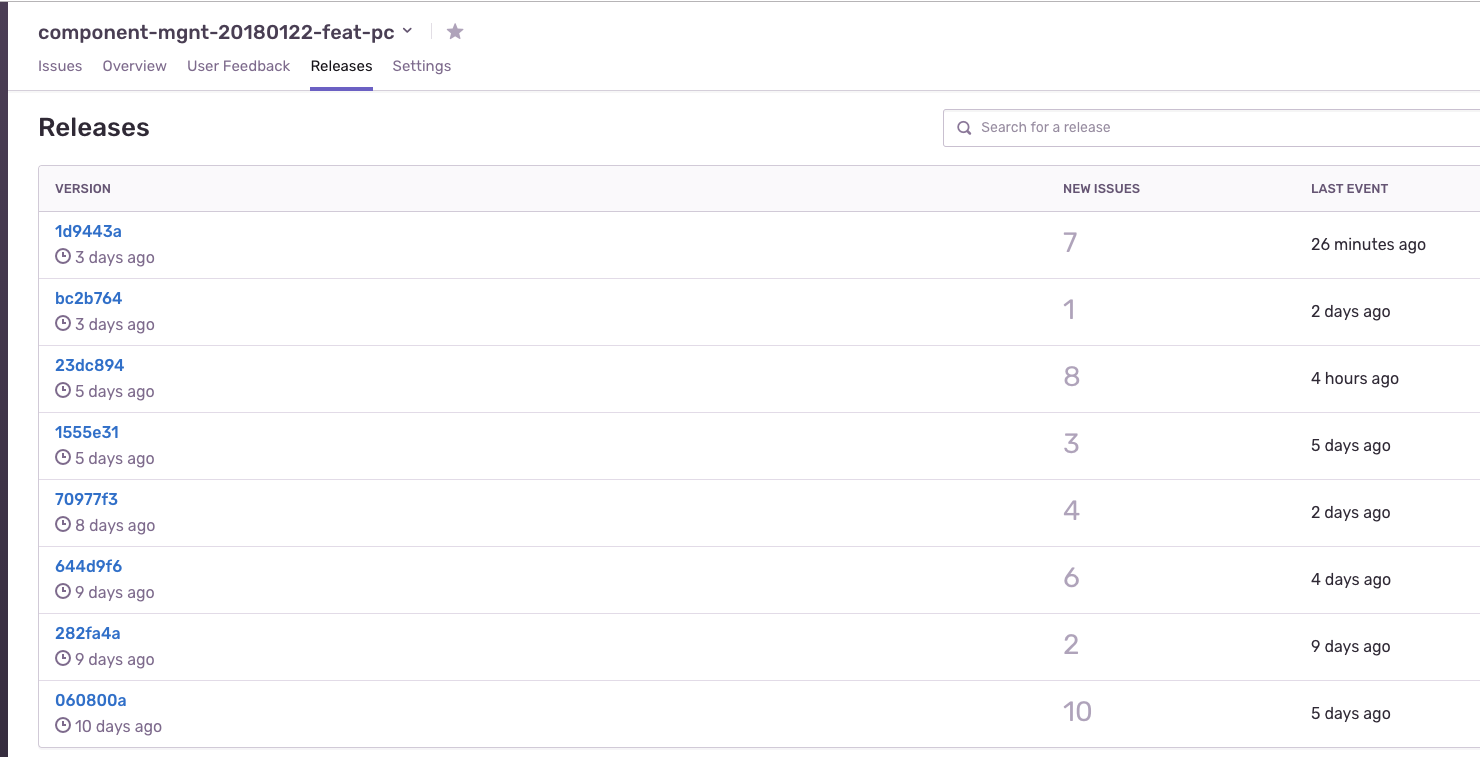 component-mgnt-20180122-feat-pc
Issues Overview User Feedback Releases Settings
Releases
Search for a release
VERSION NEW ISSUES LAST EVENT
1d9443a
3 days ago
7
26 minutes ago
bc2b764
3 days ago
1
2 days ago
23dc894
5 days ago
8
4 hours ago
1555e31
5 days ago
3
5 days ago
70977f3
8 days ago
4
2 days ago
644d9f6
9 days ago
6
4 days ago
282fa4a
9 days ago
2
9 days ago
060800a
10 days ago
10
5 days ago